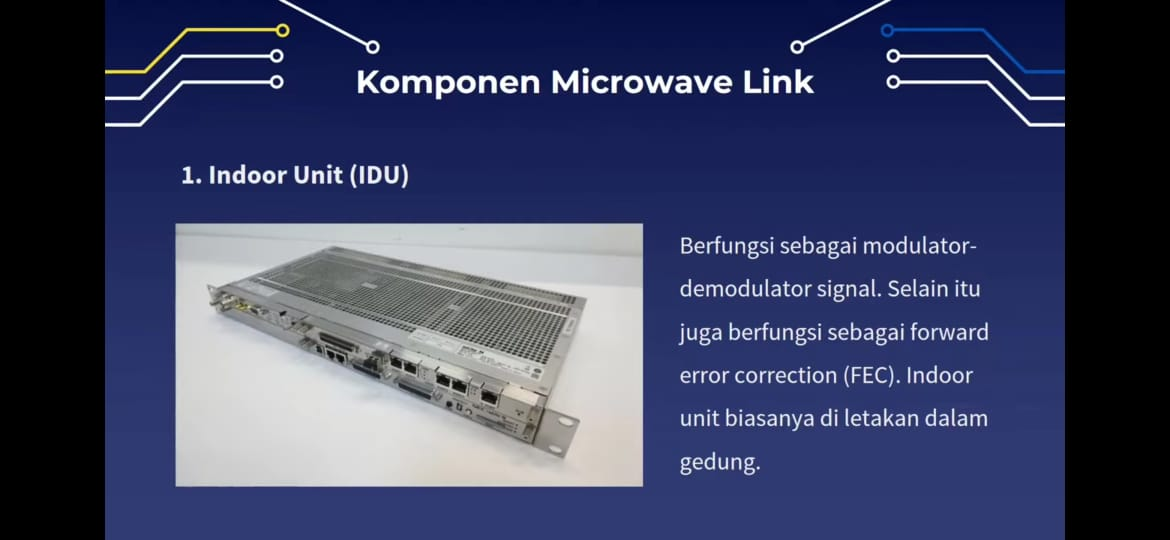 Komponen Microwave Link
1. Indoor Unit (IDU)
Berfungsi sebagai modulator-
demodulator signal. Selain itu
juga berfungsi sebagai forward
error correction (FEC). Indoor
unit biasanya di letakan dalam
gedung.